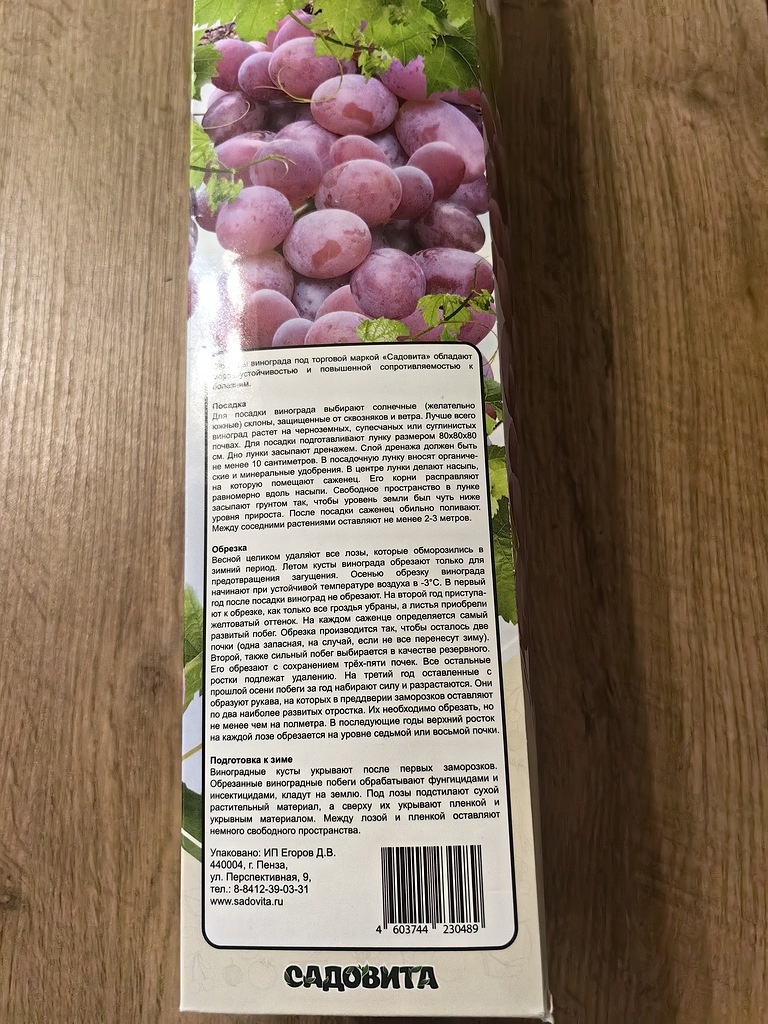 винограда под торговой маркой «Садовита» обладают
устойчивостью и повышенной сопротивляемостью к
болезням.
Посадка
Для посадки винограда выбирают солнечные (желательно
южные) склоны, защищенные от сквозняков и ветра. Лучше всего
виноград растет на черноземных, супесчаных или суглинистых
почвах. Для посадки подготавливают лунку размером 80х80х80
см. Дно лунки засыпают дренажем. Слой дренажа должен быть
не менее 10 сантиметров. В посадочную лунку вносят органиче-
ские и минеральные удобрения. В центре лунки делают насыпь,
на которую помещают саженец. Его корни расправляют
равномерно вдоль насыпи. Свободное пространство в лунке
засыпают грунтом так, чтобы уровень земли был чуть ниже
уровня прироста. После посадки саженец обильно поливают.
Между соседними растениями оставляют не менее 2-3 метров.
Обрезка
Весной целиком удаляют все лозы, которые обморозились в
зимний период. Летом кусты винограда обрезают только для
предотвращения загущения. Осенью обрезку винограда
начинают при устойчивой температуре воздуха в -3°С. В первый
год после посадки виноград не обрезают. На второй год приступа-
ют к обрезке, как только все гроздья убраны, а листья приобрели
желтоватый оттенок. На каждом саженце определяется самый
развитый побег. Обрезка производится так, чтобы осталось две
почки (одна запасная, на случай, если не все перенесут зиму).
Второй, также сильный побег выбирается в качестве резервного.
Его обрезают с сохранением трёх-пяти почек. Все остальные
ростки подлежат удалению. На третий год оставленные с
прошлой осени побеги за год набирают силу и разрастаются. Они
образуют рукава, на которых в преддверии заморозков оставляют
по два наиболее развитых отростка. Их необходимо обрезать, но
не менее чем на полметра. В последующие годы верхний росток
на каждой лозе обрезается на уровне седьмой или восьмой почки.
Подготовка к зиме
Виноградные кусты укрывают после первых заморозков.
Обрезанные виноградные побеги обрабатывают фунгицидами и
инсектицидами, кладут на землю. Под лозы подстилают сухой
растительный материал, а сверху их укрывают пленкой и
укрывным материалом. Между лозой и пленкой оставляют
немного свободного пространства.
Упаковано: ИП Егоров Д.В.
440004, г. Пенза,
ул. Перспективная, 9,
тел.: 8-8412-39-03-31
www.sadovita.ru
4 603744 230489
САДОВИТА